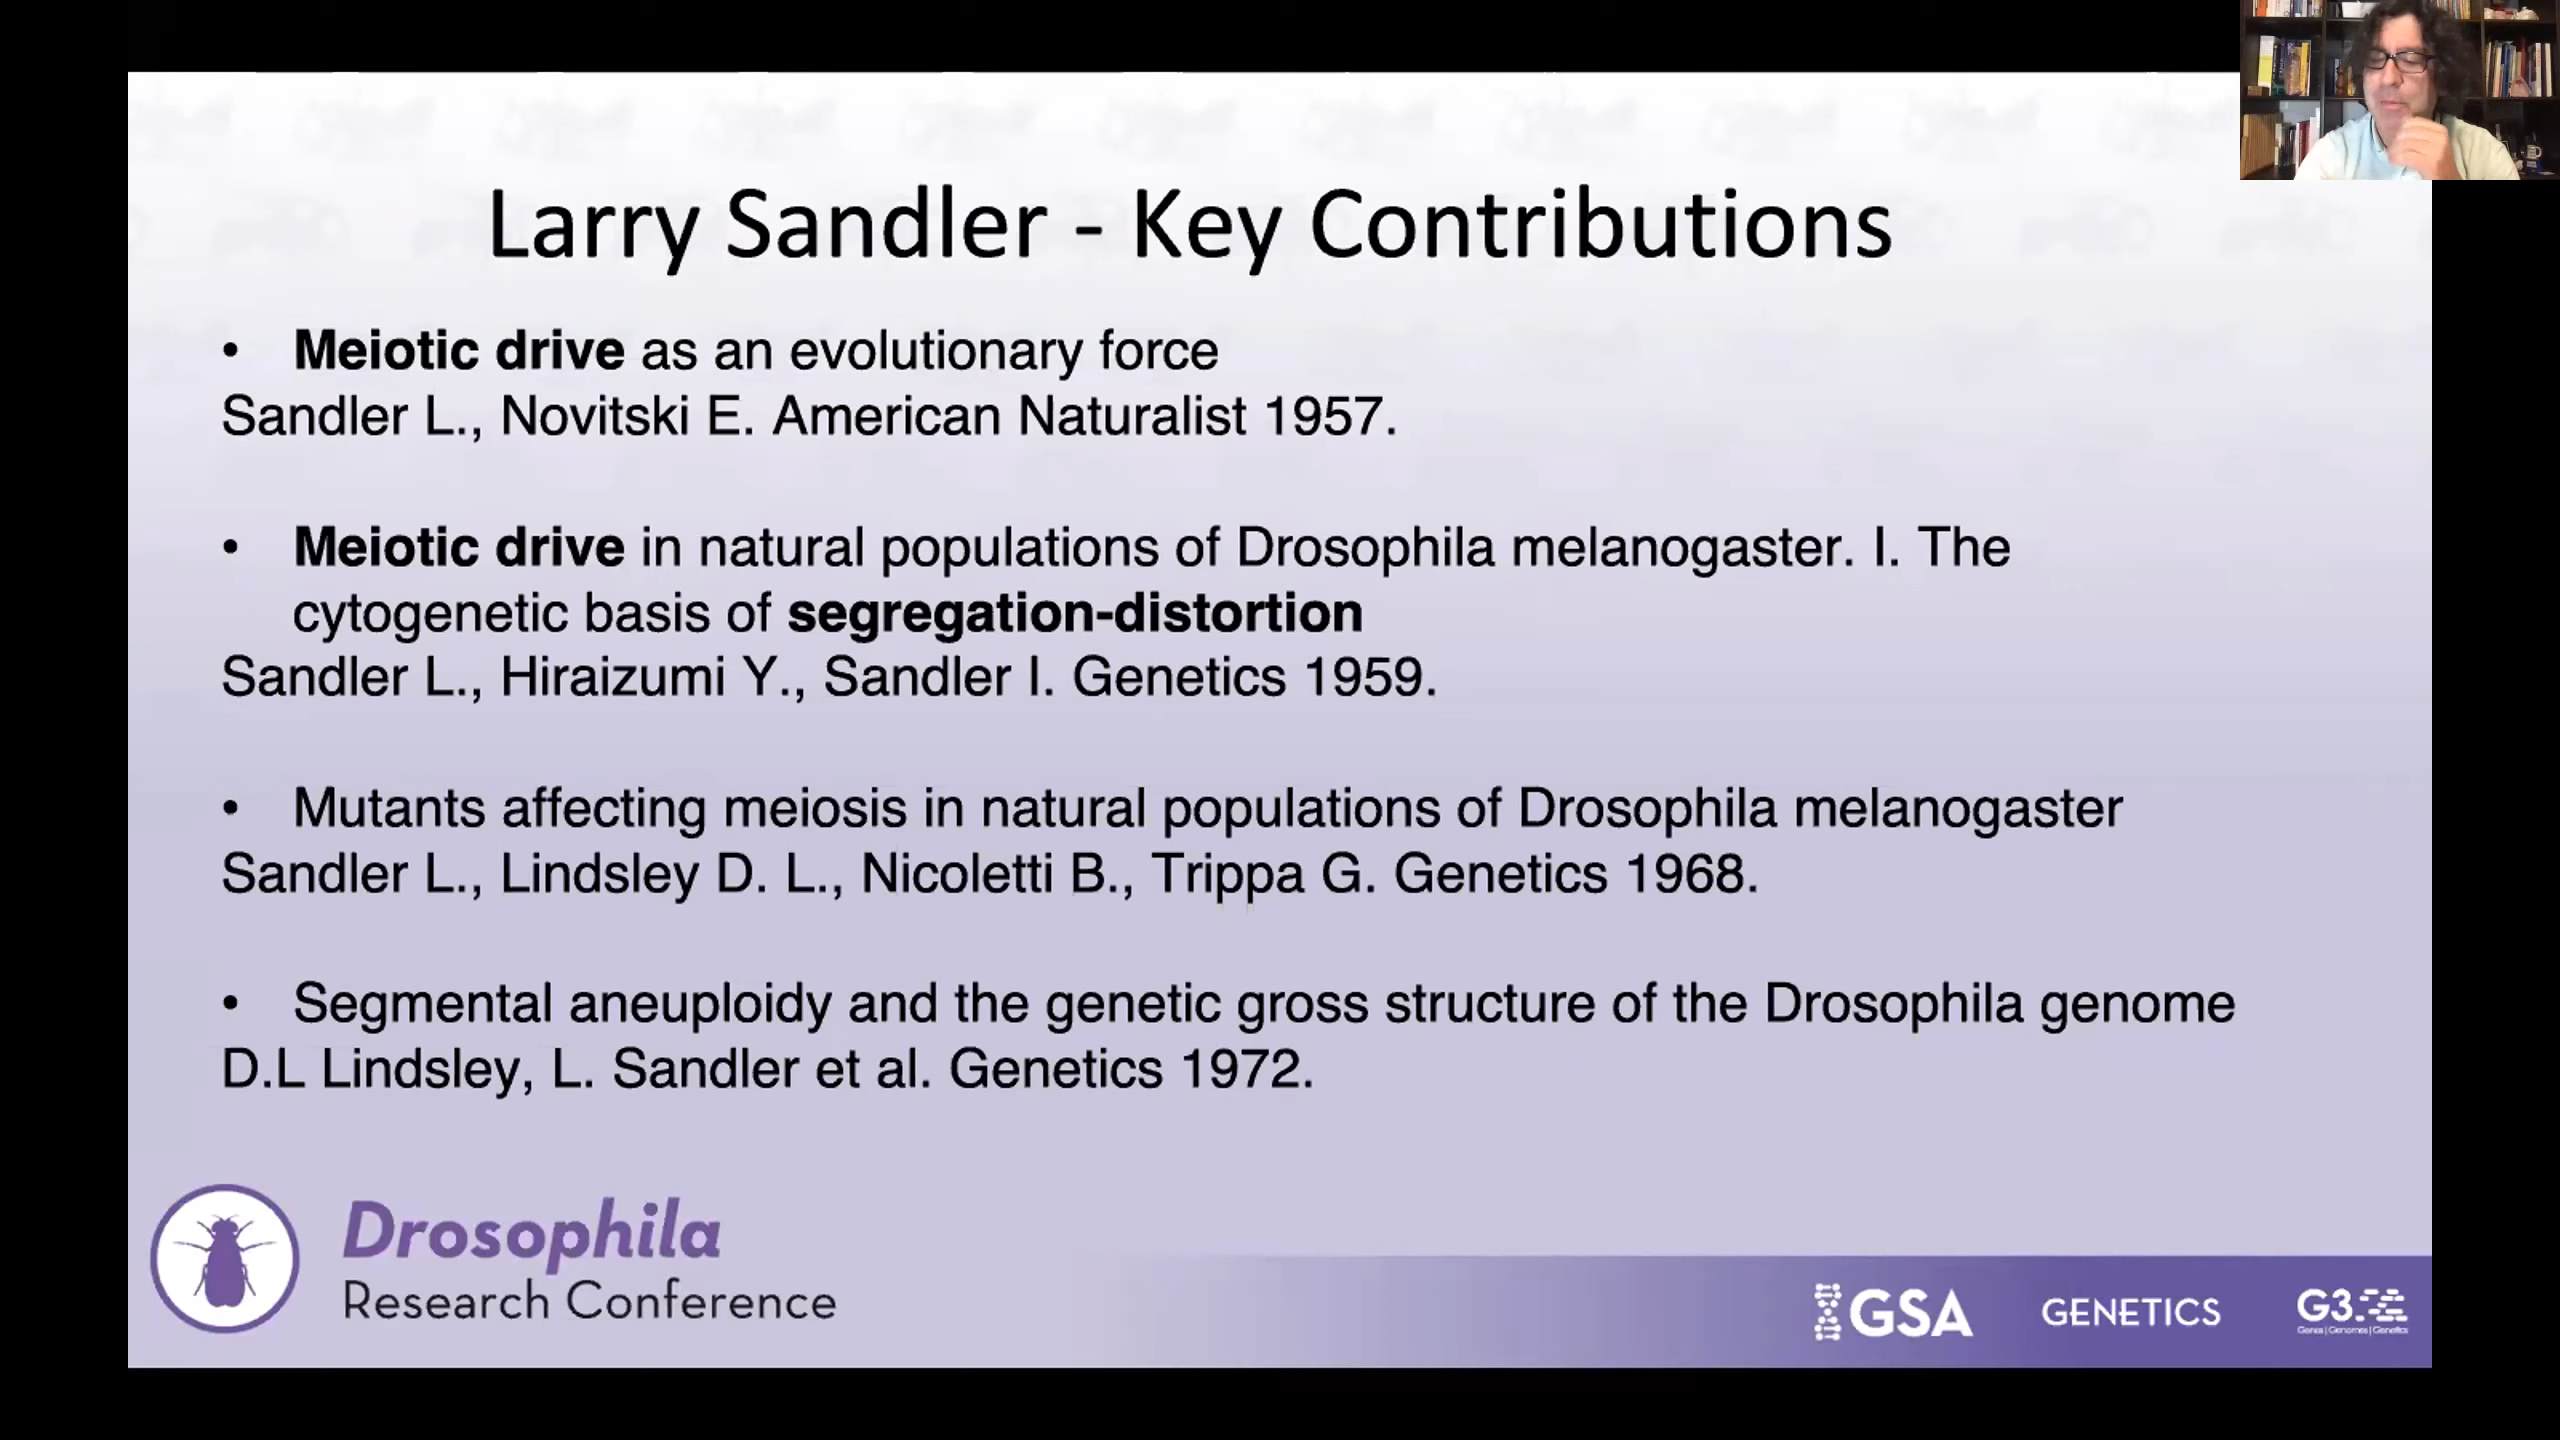 Larry Sandler - Key Contributions
• Meiotic drive as an evolutionary force
Sandler L., Novitski E. American Naturalist 1957.
• Meiotic drive in natural populations of Drosophila melanogaster. I. The
cytogenetic basis of segregation-distortion
Sandler L., Hiraizumi Y., Sandler I. Genetics 1959.
• Mutants affecting meiosis in natural populations of Drosophila melanogaster
Sandler L., Lindsley D. L., Nicoletti B., Trippa G. Genetics 1968.
• Segmental aneuploidy and the genetic gross structure of the Drosophila genome
D.L Lindsley, L. Sandler et al. Genetics 1972.
Drosophila
Research Conference
GSA
GENETICS
G3
Genes | Genomes | Genetics